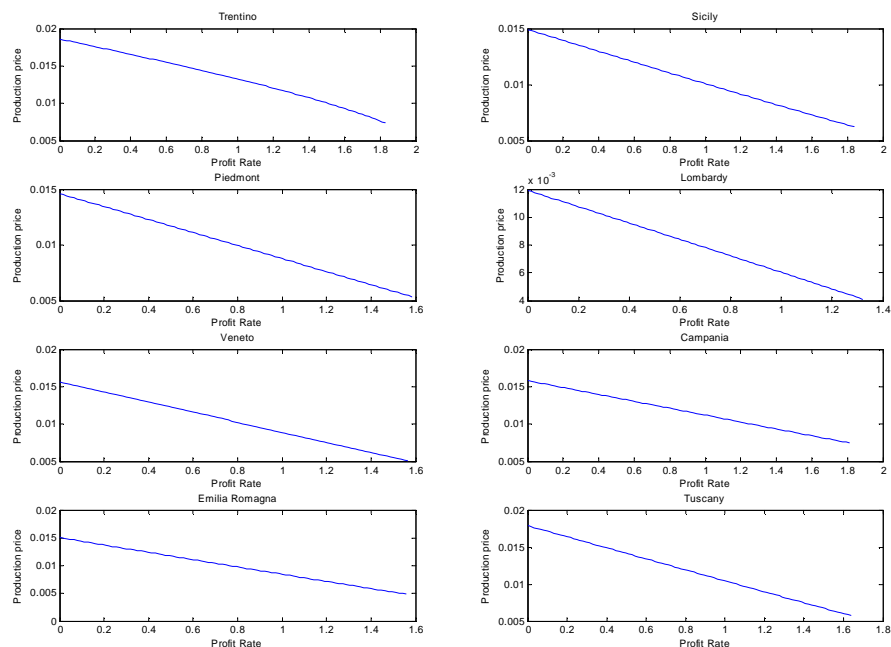 Trentino
Production price
0.02
0.015
0.01
0.005
0 0.2 0.4 0.6 0.8 1 1.2 1.4 1.6 1.8 2
Profit Rate
Sicily
Production price
0.015
0.01
0.005
0 0.2 0.4 0.6 0.8 1 1.2 1.4 1.6 1.8 2
Profit Rate
Piedmont
Production price
0.015
0.01
0.005
0 0.2 0.4 0.6 0.8 1 1.2 1.4 1.6
Profit Rate
Lombardy
x 10⁻³
Production price
12
10
8
6
4
0 0.2 0.4 0.6 0.8 1 1.2 1.4
Profit Rate
Veneto
Production price
0.02
0.015
0.01
0.005
0 0.2 0.4 0.6 0.8 1 1.2 1.4 1.6
Profit Rate
Campania
Production price
0.02
0.015
0.01
0.005
0 0.2 0.4 0.6 0.8 1 1.2 1.4 1.6 1.8 2
Profit Rate
Emilia Romagna
Production price
0.02
0.015
0.01
0.005
0
0 0.2 0.4 0.6 0.8 1 1.2 1.4 1.6
Profit Rate
Tuscany
Production price
0.02
0.015
0.01
0.005
0 0.2 0.4 0.6 0.8 1 1.2 1.4 1.6 1.8
Profit Rate